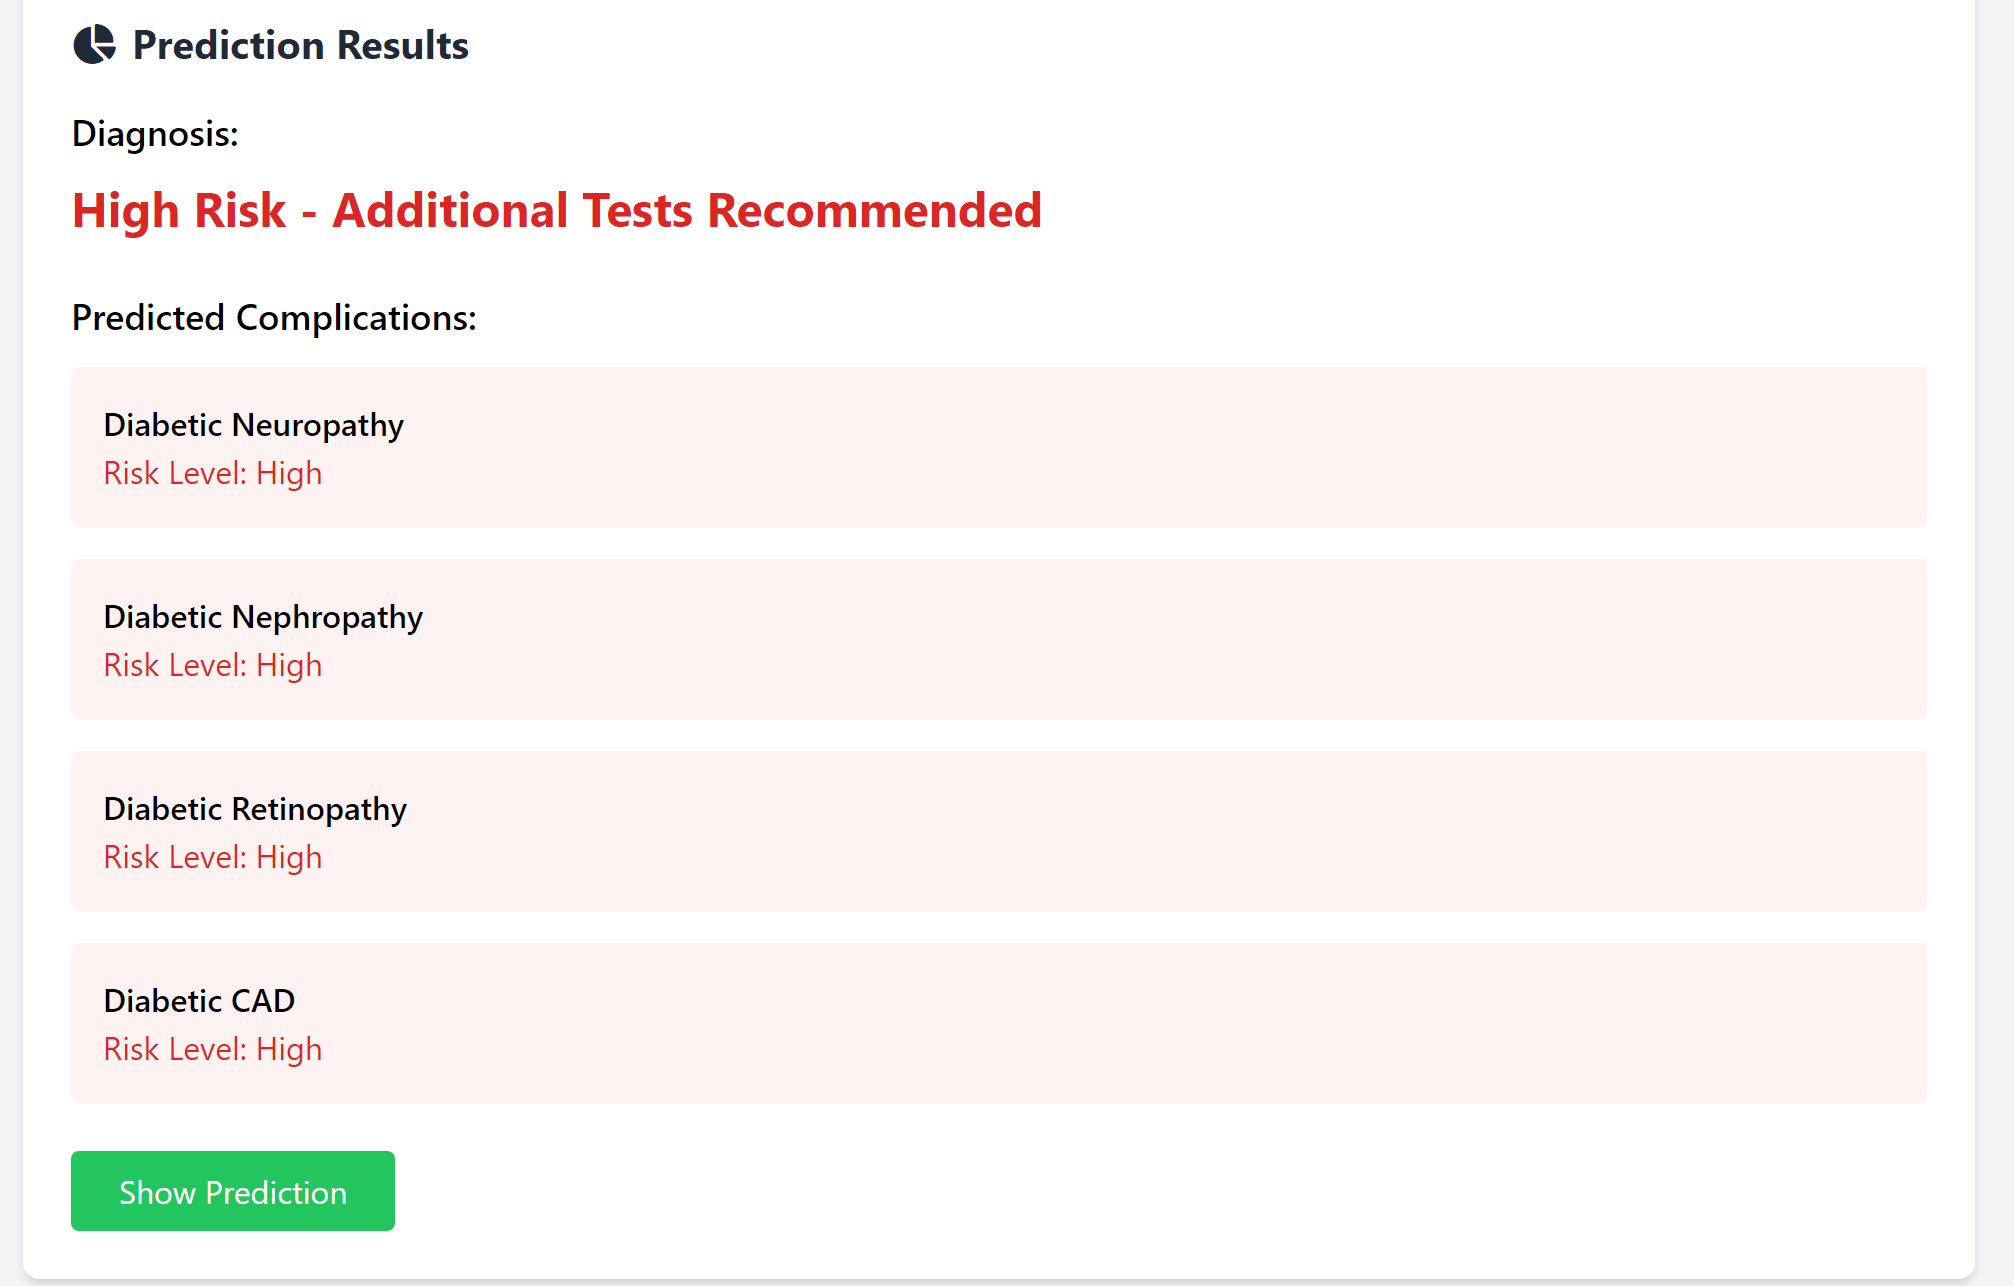 Prediction Results
Diagnosis:
High Risk - Additional Tests Recommended
Predicted Complications:
Diabetic Neuropathy
Risk Level: High
Diabetic Nephropathy
Risk Level: High
Diabetic Retinopathy
Risk Level: High
Diabetic CAD
Risk Level: High
Show Prediction